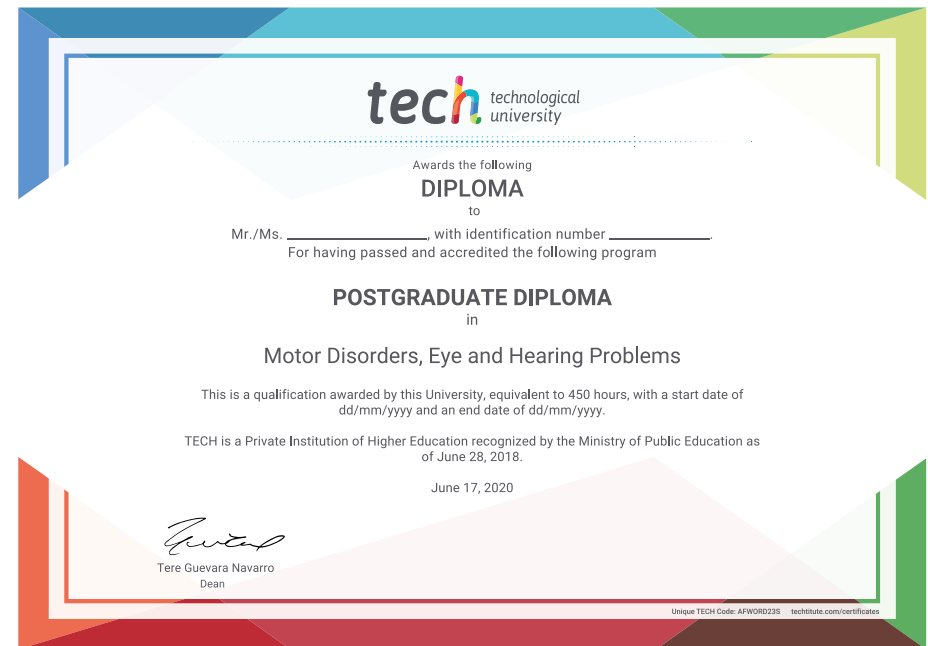 tech technological
university
Awards the following
DIPLOMA
to
Mr./Ms. ____________________, with identification number ______________.
For having passed and accredited the following program
POSTGRADUATE DIPLOMA
in
Motor Disorders, Eye and Hearing Problems
This is a qualification awarded by this University, equivalent to 450 hours, with a start date of
dd/mm/yyyy and an end date of dd/mm/yyyy.
TECH is a Private Institution of Higher Education recognized by the Ministry of Public Education as
of June 28, 2018.
June 17, 2020
Tere Guevara Navarro
Dean
Unique TECH Code: AFWORD23S techtitute.com/certificates